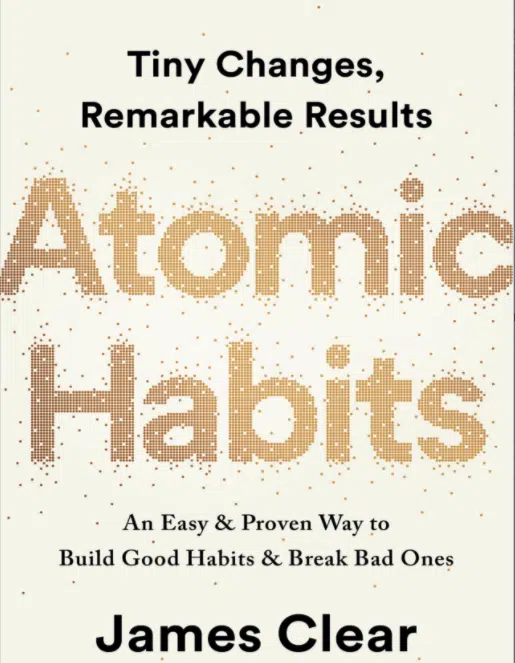 Tiny Changes,
Remarkable Results
Atomic
Habits
An Easy & Proven Way to
Build Good Habits & Break Bad Ones
James Clear